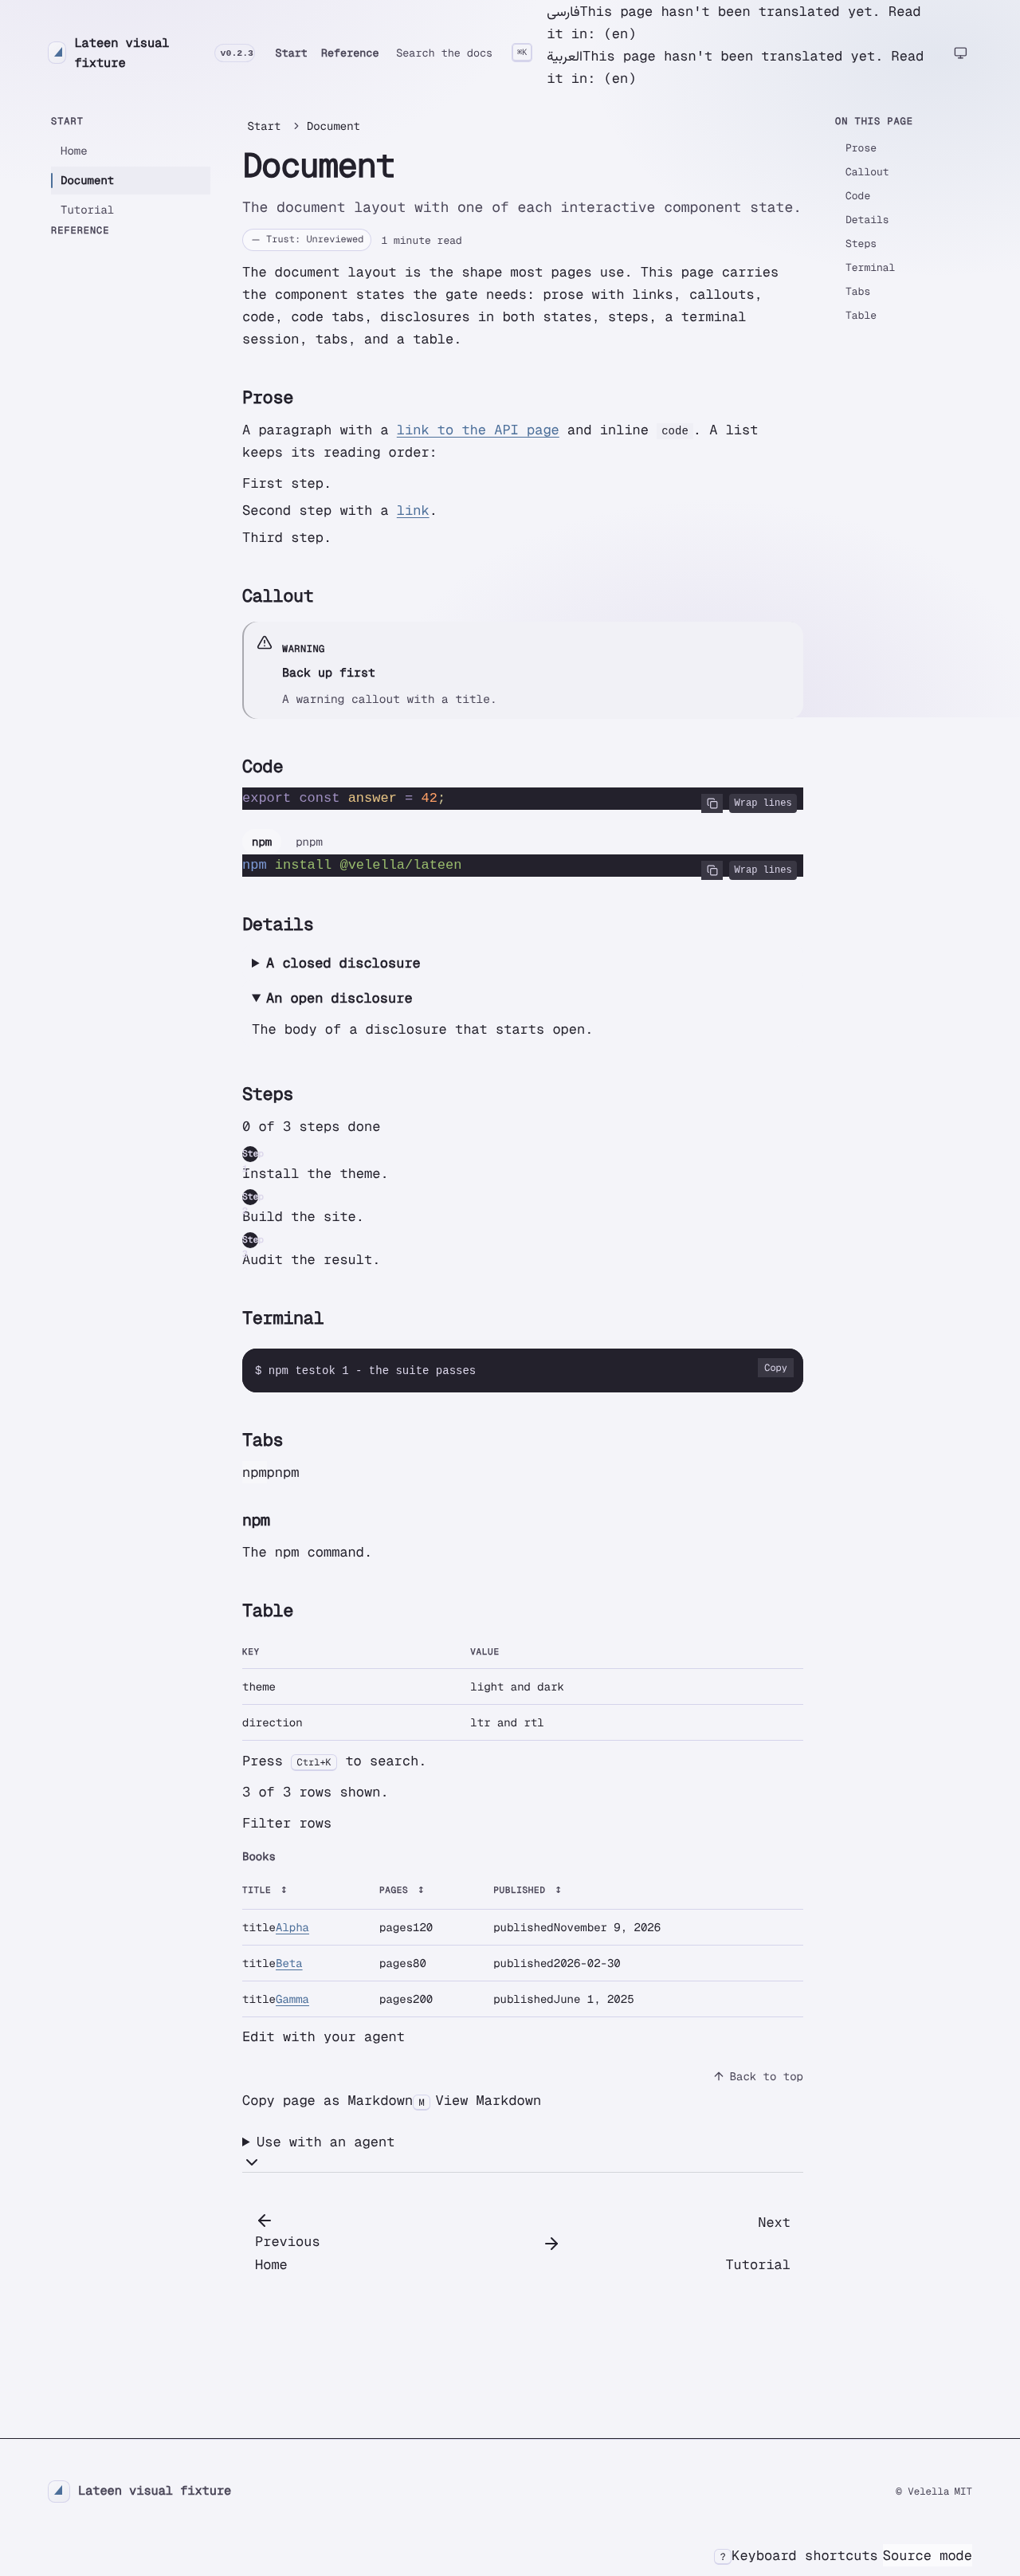 Lateen visual
fixture
v0.2.3
Start
Reference
Search the docs
⌘K
فارسیThis page hasn't been translated yet. Read
it in: (en)
العربيةThis page hasn't been translated yet. Read
it in: (en)
START
Home
Document
Tutorial
REFERENCE
Start
Document
Document
The document layout with one of each interactive component state.
— Trust: Unreviewed
1 minute read
The document layout is the shape most pages use. This page carries
the component states the gate needs: prose with links, callouts,
code, code tabs, disclosures in both states, steps, a terminal
session, tabs, and a table.
Prose
A paragraph with a link to the API page and inline code. A list
keeps its reading order:
First step.
Second step with a link.
Third step.
Callout
WARNING
Back up first
A warning callout with a title.
Code
export const answer = 42;
Wrap lines
npm
pnpm
npm install @velella/lateen
Wrap lines
Details
A closed disclosure
An open disclosure
The body of a disclosure that starts open.
Steps
0 of 3 steps done
Step
Install the theme.
Step
Build the site.
Step
Audit the result.
Terminal
$ npm testok 1 - the suite passes
Copy
Tabs
npmpnpm
npm
The npm command.
Table
KEY VALUE
theme light and dark
direction ltr and rtl
Press Ctrl+K to search.
3 of 3 rows shown.
Filter rows
Books
TITLE ↕ PAGES ↕ PUBLISHED ↕
titleAlpha pages120 publishedNovember 9, 2026
titleBeta pages80 published2026-02-30
titleGamma pages200 publishedJune 1, 2025
Edit with your agent
↑ Back to top
Copy page as Markdown M View Markdown
Use with an agent
Previous
Home
Next
Tutorial
ON THIS PAGE
Prose
Callout
Code
Details
Steps
Terminal
Tabs
Table
Lateen visual fixture
© Velella MIT
? Keyboard shortcuts Source mode